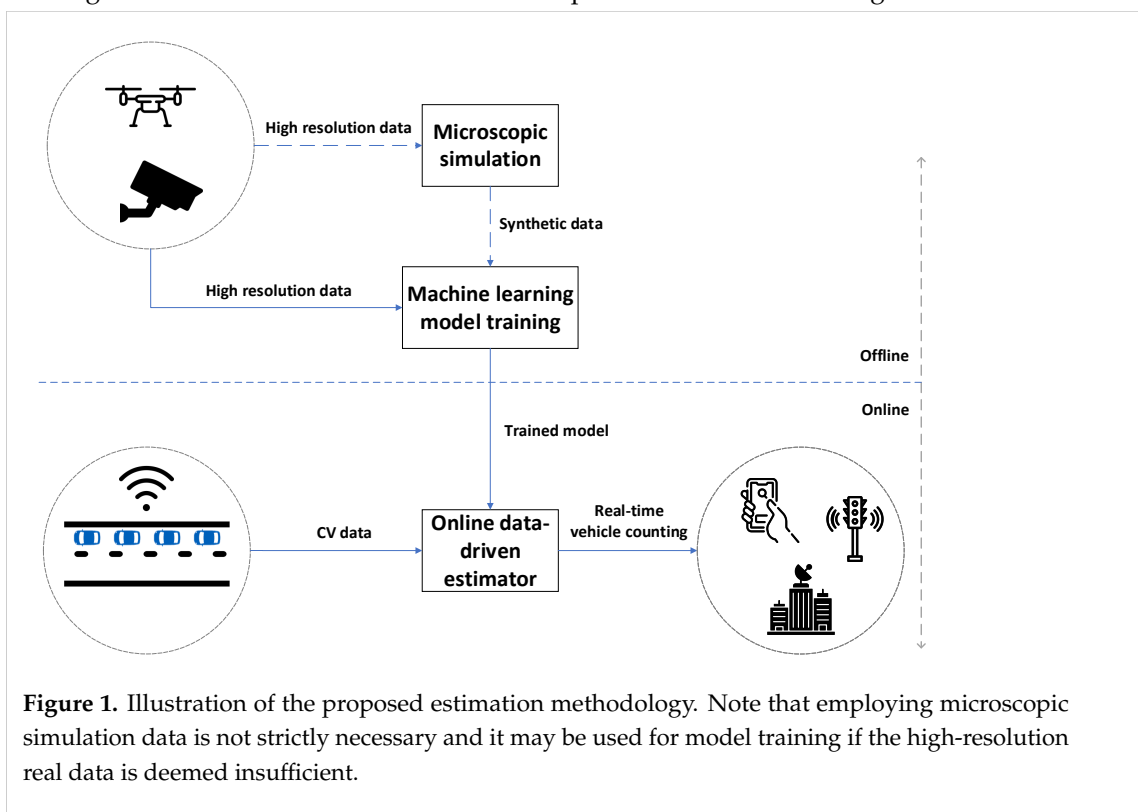 High resolution data
Microscopic
simulation
Synthetic data
High resolution data
Machine learning
model training
Offline
Online
Trained model
CV data
Online data-
driven
estimator
Real-time
vehicle counting
Figure 1. Illustration of the proposed estimation methodology. Note that employing microscopic
simulation data is not strictly necessary and it may be used for model training if the high-resolution
real data is deemed insufficient.